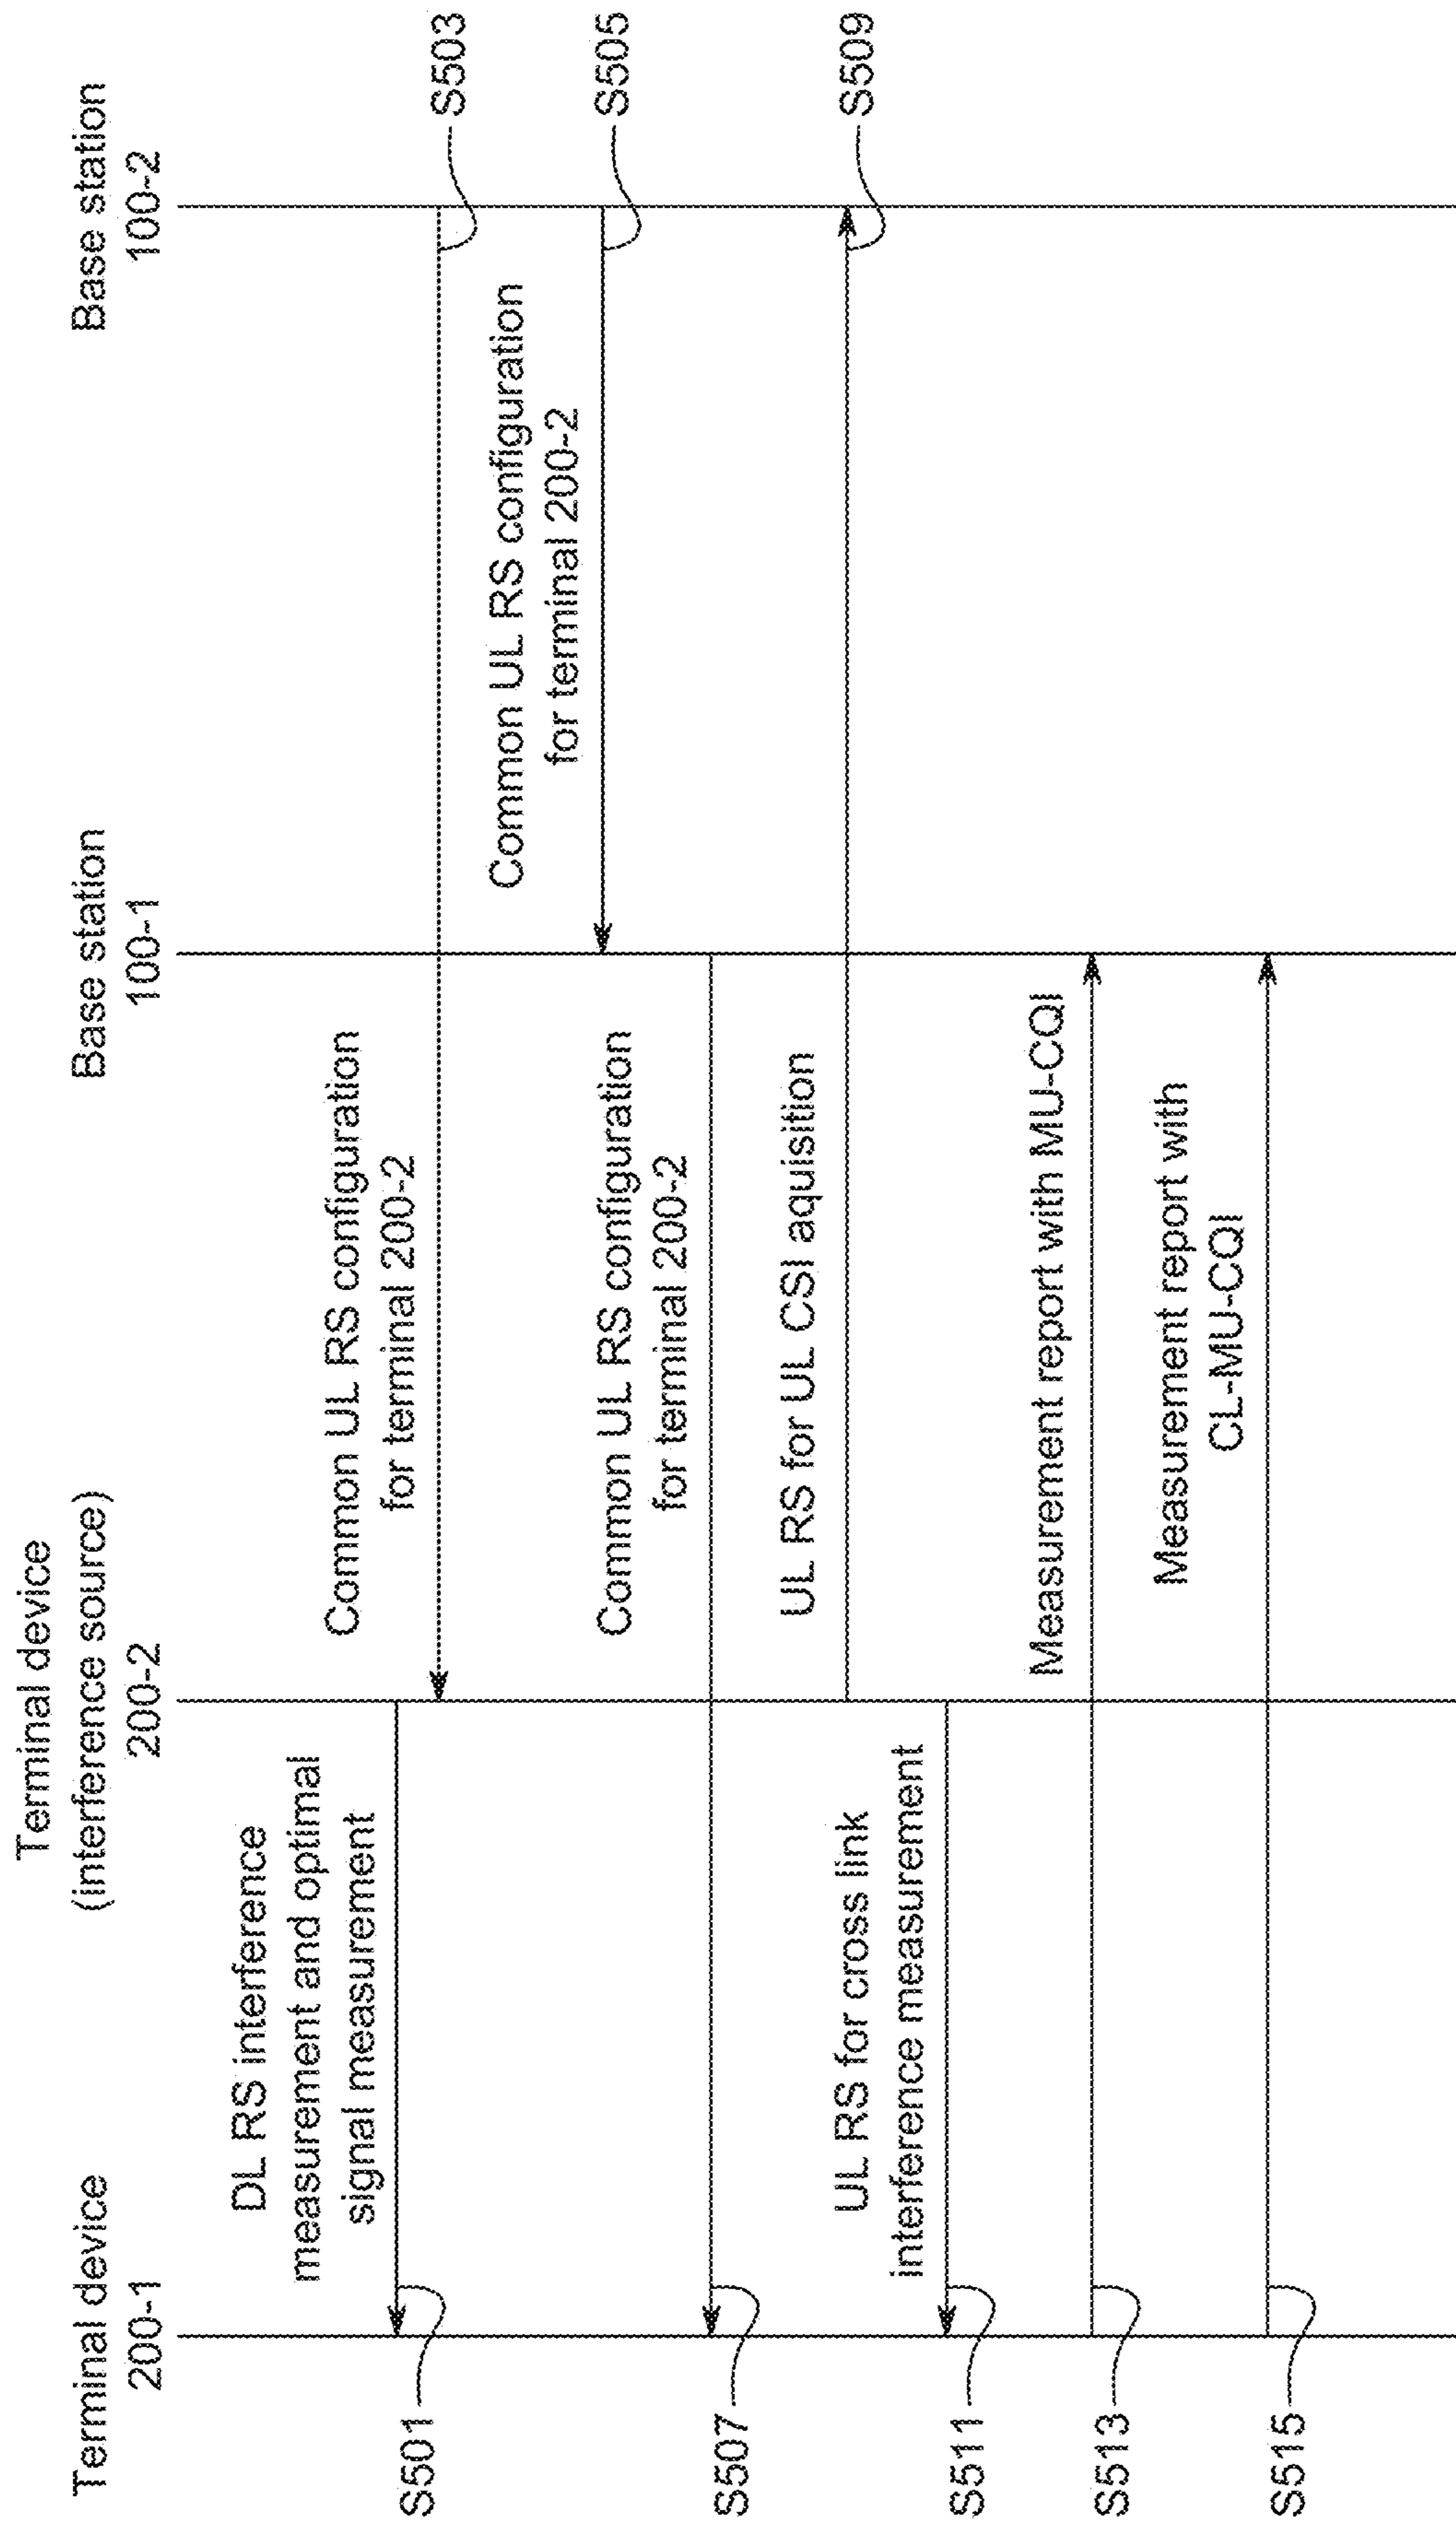 Terminal device
200-1
Terminal device
(interference source)
200-2
Base station
100-1
Base station
100-2
DL RS interference
measurement and optimal
signal measurement
S501
Common UL RS configuration
for terminal 200-2
S503
Common UL RS configuration
for terminal 200-2
S505
Common UL RS configuration
for terminal 200-2
S507
UL RS for UL CSI aquisition
S509
UL RS for cross link
interference measurement
S511
Measurement report with MU-CQI
S513
Measurement report with
CL-MU-CQI
S515